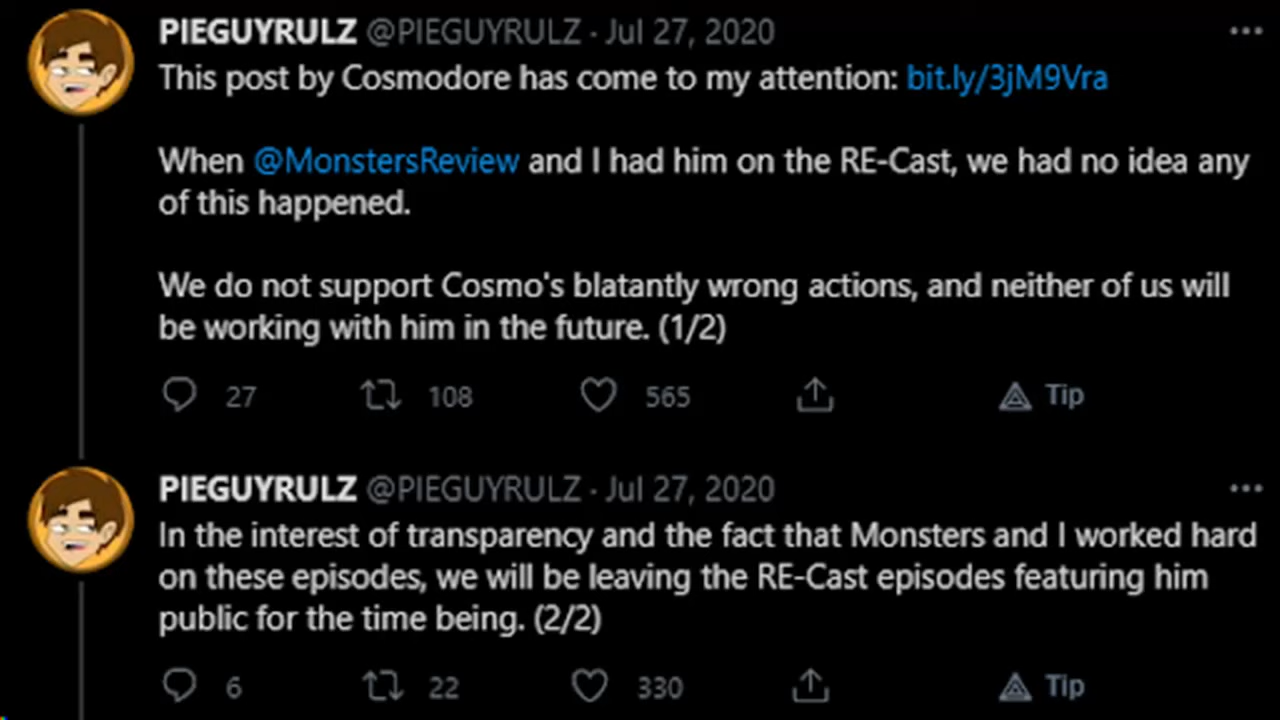 PIEGUYRULZ @PIEGUYRULZ · Jul 27, 2020
This post by Cosmodore has come to my attention: bit.ly/3jM9Vra
When @MonstersReview and I had him on the RE-Cast, we had no idea any
of this happened.
We do not support Cosmo's blatantly wrong actions, and neither of us will
be working with him in the future. (1/2)
27 108 565 Tip
PIEGUYRULZ @PIEGUYRULZ · Jul 27, 2020
In the interest of transparency and the fact that Monsters and I worked hard
on these episodes, we will be leaving the RE-Cast episodes featuring him
public for the time being. (2/2)
6 22 330 Tip